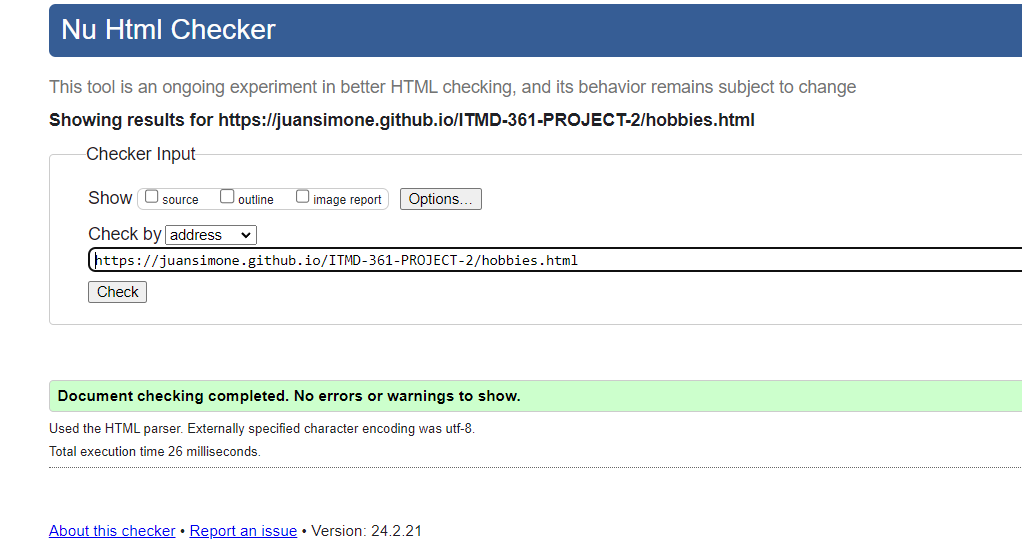 Nu Html Checker
This tool is an ongoing experiment in better HTML checking, and its behavior remains subject to change
Showing results for https://juansimone.github.io/ITMD-361-PROJECT-2/hobbies.html
Checker Input
Show source outline image report Options...
Check by address
https://juansimone.github.io/ITMD-361-PROJECT-2/hobbies.html
Check
Document checking completed. No errors or warnings to show.
Used the HTML parser. Externally specified character encoding was utf-8.
Total execution time 26 milliseconds.
About this checker • Report an issue • Version: 24.2.21